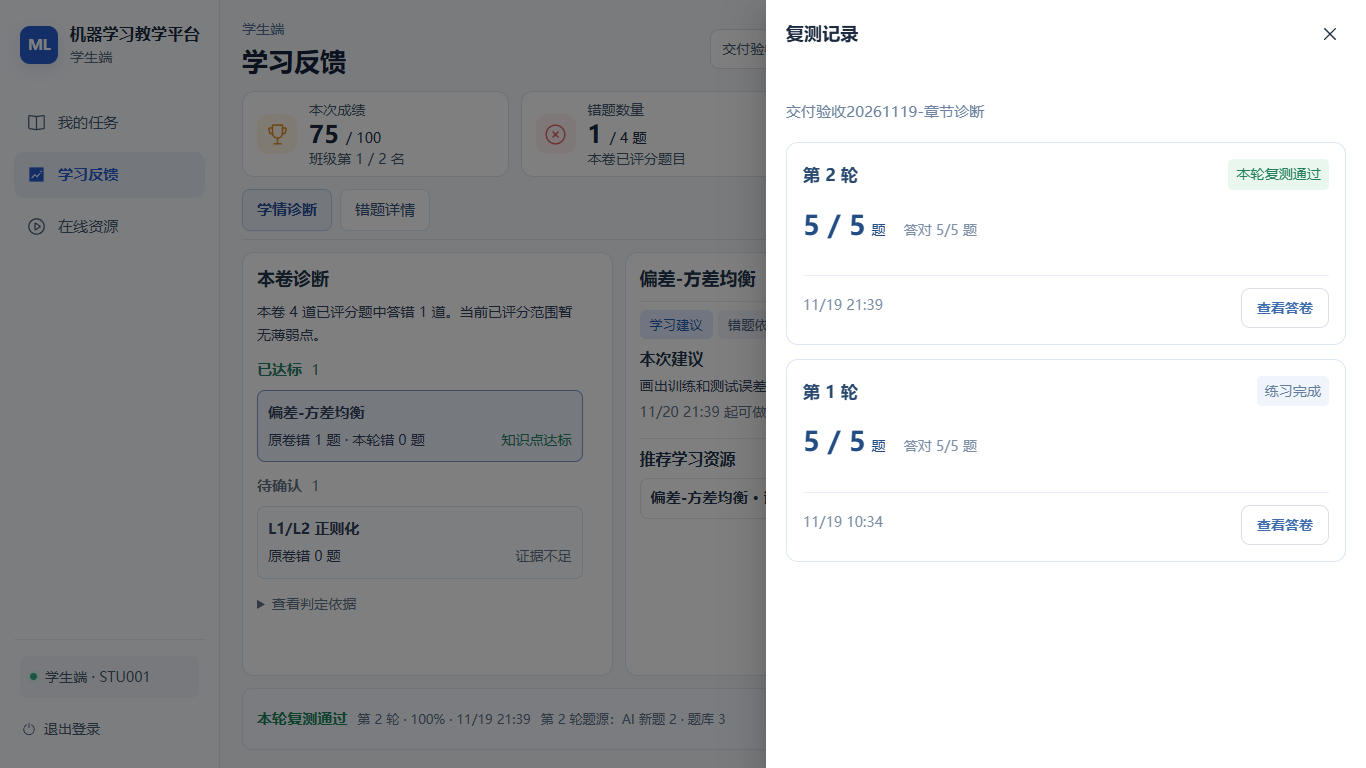 ML
机器学习教学平台
学生端
我的任务
学习反馈
在线资源
学生端 · STU001
退出登录
学生端
学习反馈
交付验
本次成绩
75 / 100
班级第 1 / 2 名
错题数量
1 / 4 题
本卷已评分题目
学情诊断
错题详情
本卷诊断
本卷 4 道已评分题中答错 1 道。当前已评分范围暂
无薄弱点。
已达标 1
偏差-方差均衡
原卷错 1 题 · 本轮错 0 题
知识点达标
待确认 1
L1/L2 正则化
原卷错 0 题
证据不足
查看判定依据
偏差-方差均衡
学习建议
错题依
本次建议
画出训练和测试误差
11/20 21:39 起可做
推荐学习资源
偏差-方差均衡 •
本轮复测通过 第 2 轮 · 100% · 11/19 21:39 第 2 轮题源: AI 新题 2 · 题库 3
复测记录
交付验收20261119-章节诊断
第 2 轮
本轮复测通过
5 / 5 题 答对 5/5 题
11/19 21:39
查看答卷
第 1 轮
练习完成
5 / 5 题 答对 5/5 题
11/19 10:34
查看答卷